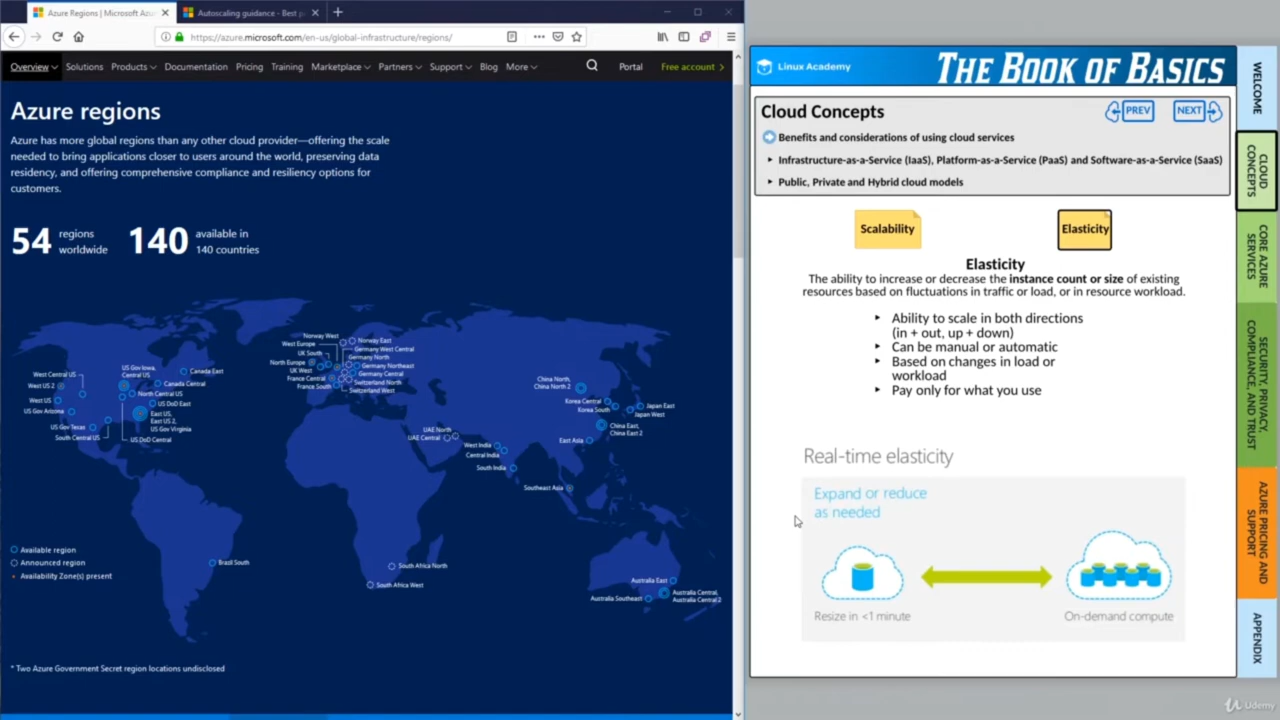 Azure Regions | Microsoft Azu
Autoscaling guidance - Best p
https://azure.microsoft.com/en-us/global-infrastructure/regions/
Overview
Solutions
Products
Documentation
Pricing
Training
Marketplace
Partners
Support
Blog
More
Portal
Free account
Azure regions
Azure has more global regions than any other cloud provider—offering the scale
needed to bring applications closer to users around the world, preserving data
residency, and offering comprehensive compliance and resiliency options for
customers.
54 regions
worldwide
140 available in
140 countries
West Central US
West US 2
West US
US Gov Arizona
US Gov Texas
South Central US
US Gov Iowa,
Central US
Canada East
Canada Central
North Central US
US DoD East
East US,
East US 2,
US Gov Virginia
US DoD Central
Brazil South
Norway West
West Europe
UK South
North Europe
UK West
France Central
France South
Norway East
Germany West Central
Germany North
Germany Northeast
Germany Central
Switzerland North
Switzerland West
UAE North
UAE Central
South Africa North
South Africa West
West India
Central India
South India
Southeast Asia
East Asia
China North,
China North 2
Korea Central
Korea South
Japan East
Japan West
China East,
China East 2
Australia East
Australia Southeast
Australia Central,
Australia Central 2
Available region
Announced region
Availability Zone(s) present
* Two Azure Government Secret region locations undisclosed
Linux Academy
THE BOOK OF BASICS
Cloud Concepts
PREV
NEXT
Benefits and considerations of using cloud services
Infrastructure-as-a-Service (IaaS), Platform-as-a-Service (PaaS) and Software-as-a-Service (SaaS)
Public, Private and Hybrid cloud models
Scalability
Elasticity
Elasticity
The ability to increase or decrease the instance count or size of existing
resources based on fluctuations in traffic or load, or in resource workload.
Ability to scale in both directions
(in + out, up + down)
Can be manual or automatic
Based on changes in load or
workload
Pay only for what you use
Real-time elasticity
Expand or reduce
as needed
Resize in <1 minute
On-demand compute
WELCOME
CLOUD
CONCEPTS
CORE AZURE
SERVICES
SECURITY, PRIVACY,
COMPLIANCE, AND TRUST
AZURE PRICING AND
SUPPORT
APPENDIX
Udemy